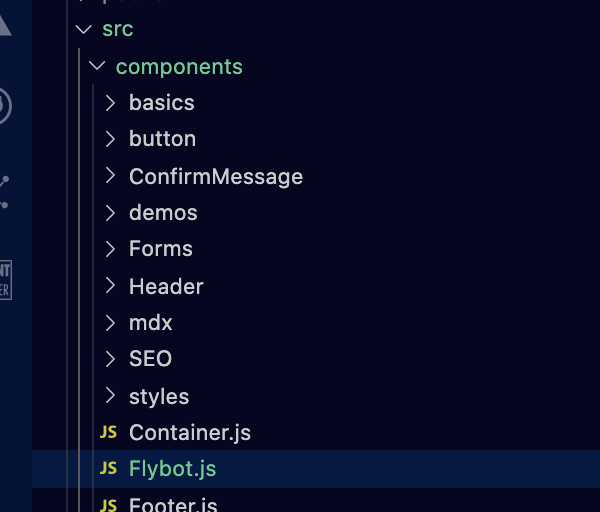 src
components
basics
button
ConfirmMessage
demos
Forms
Header
mdx
SEO
styles
JS Container.js
JS Flybot.js
JS Footer.js